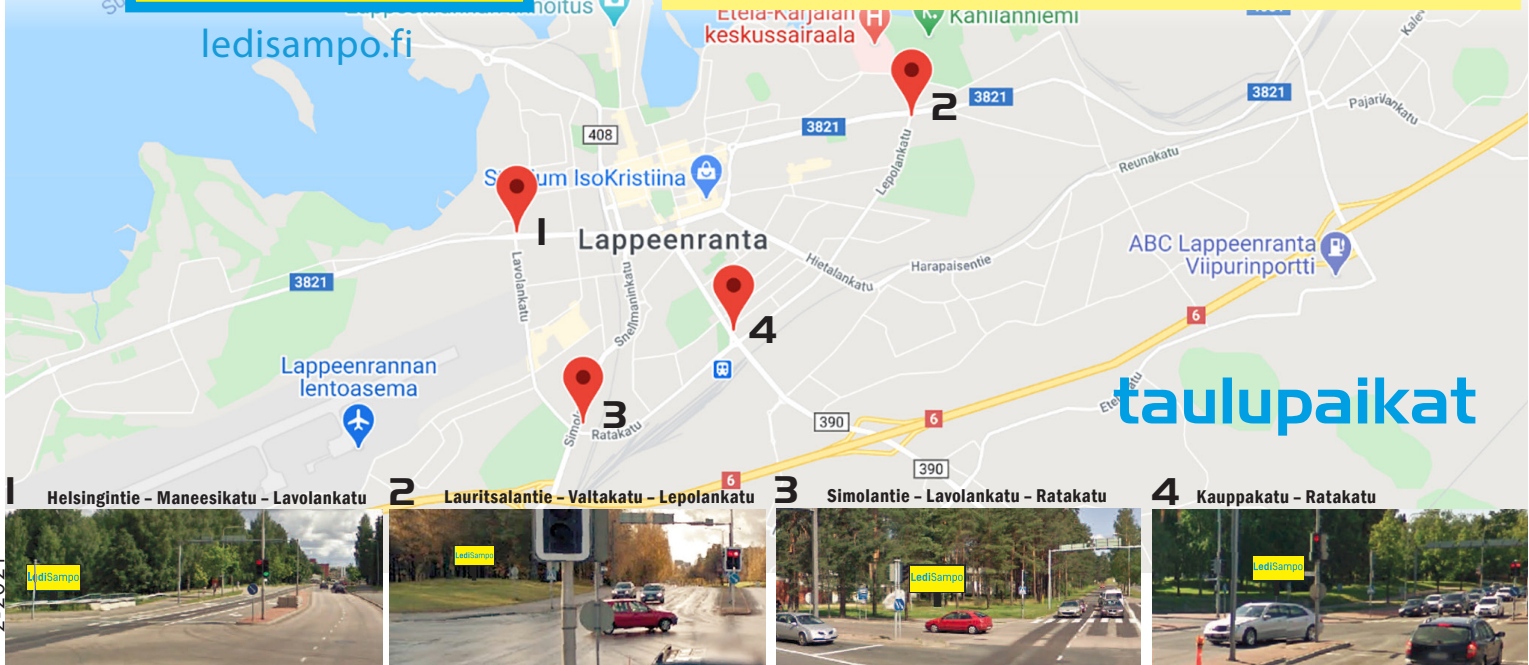 Lappeenrannan linnoitus
Etelä-Karjalan
keskussairaala
Kahilanniemi
ledisampo.fi
3821
2
3821
3821
408
Pajarilankatu
Lepolankatu
Reunakatu
IsoKristiina
1
Lappeenranta
ABC Lappeenranta
Viipurinportti
Harapaisentie
Hietalankatu
Lavolankatu
Snellmaninkatu
3821
6
4
Lappeenrannan
lentoasema
taulupaikat
3
Ratakatu
390
6
390
6
1 Helsingintie – Maneesikatu – Lavolankatu
2 Lauritsalantie – Valtakatu – Lepolankatu
3 Simolantie – Lavolankatu – Ratakatu
4 Kauppakatu – Ratakatu
LediSampo
LediSampo
LediSampo
LediSampo